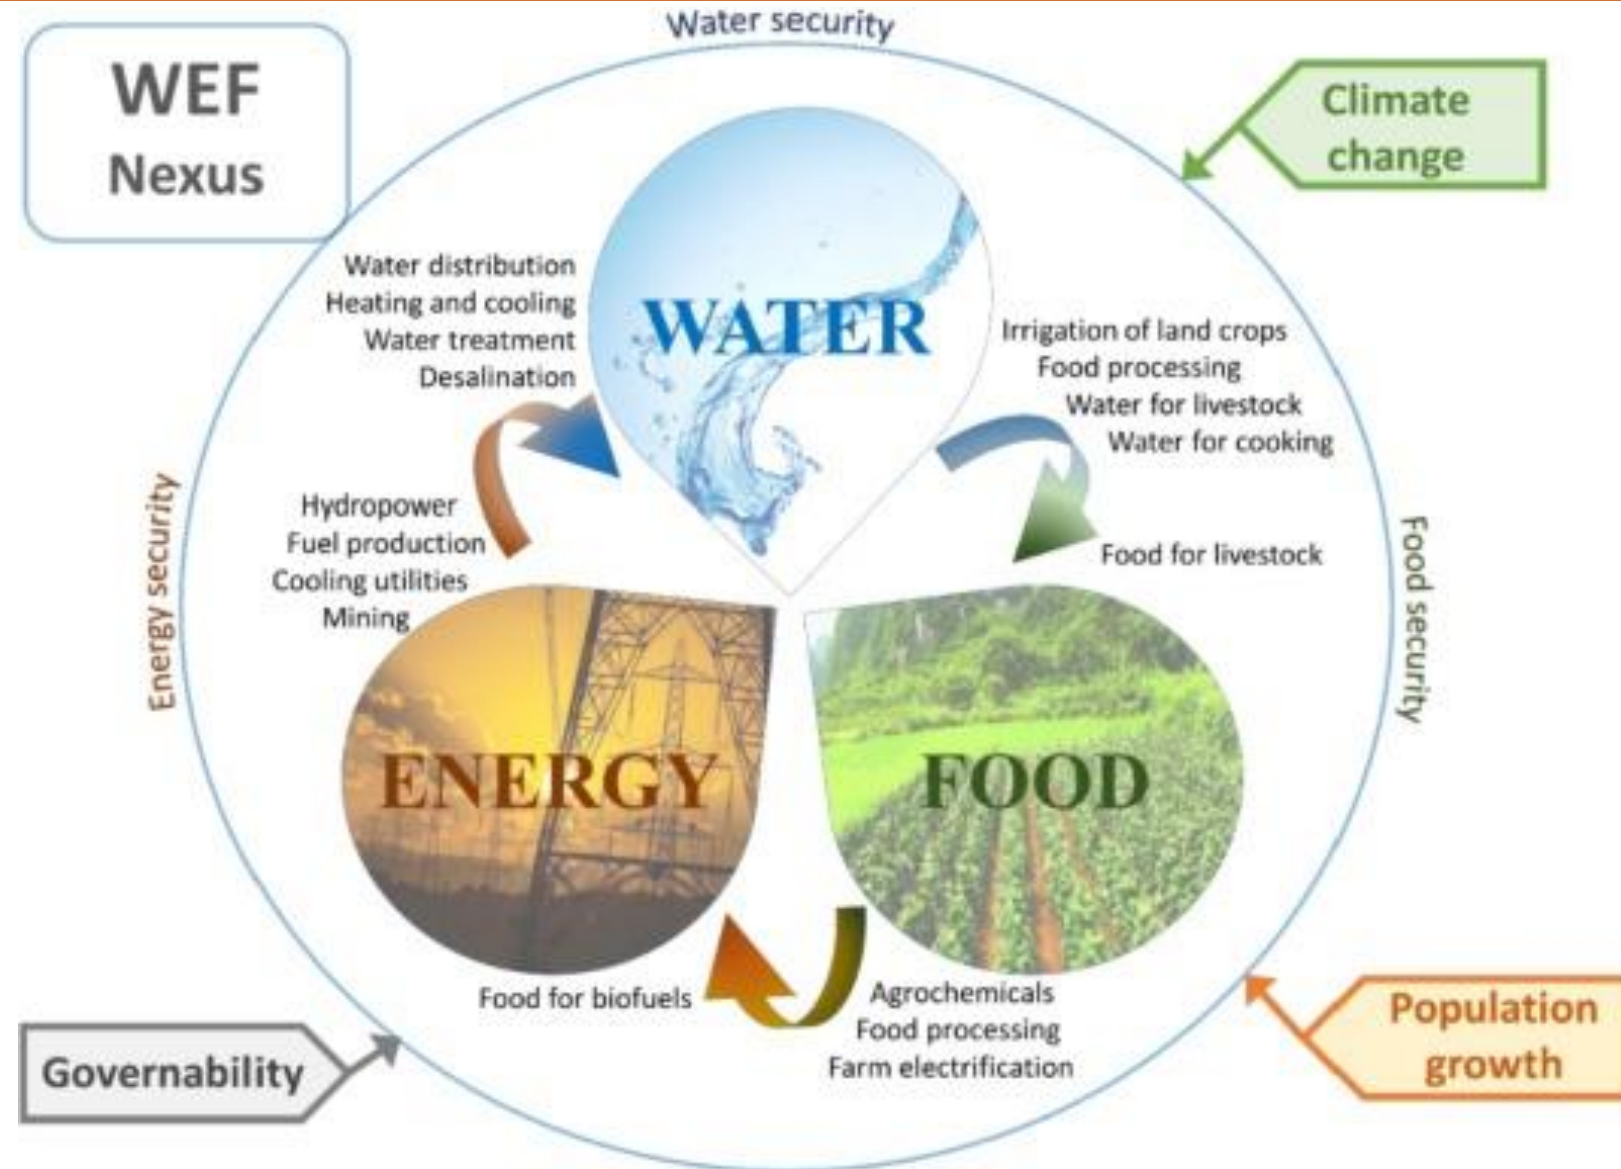 Water security
WEF
Nexus
Climate
change
Water distribution
Heating and cooling
Water treatment
Desalination
WATER
Irrigation of land crops
Food processing
Water for livestock
Water for cooking
Energy security
Hydropower
Fuel production
Cooling utilities
Mining
Food for livestock
Food security
ENERGY
FOOD
Food for biofuels
Agrochemicals
Food processing
Farm electrification
Governability
Population
growth